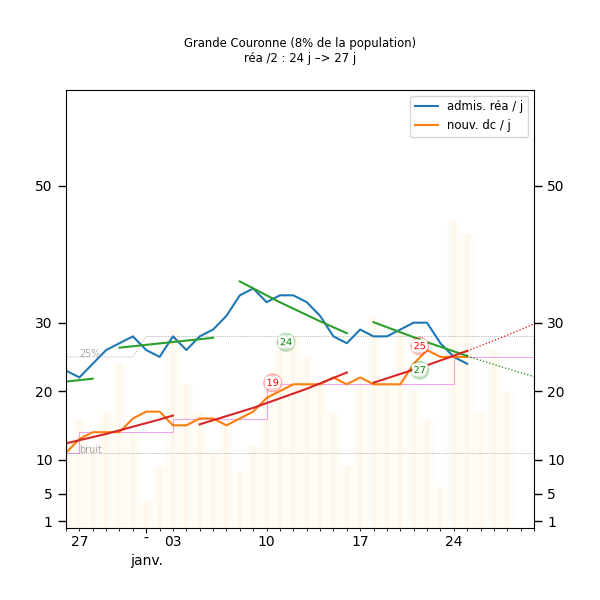 Grande Couronne (8% de la population)
réa /2 : 24 j –> 27 j
admis. réa / j
nouv. dc / j
50 50
30 30
25%
24
25
27
19
20 20
bruit
10 10
5 5
1 1
27 - 03 10 17 24
janv.